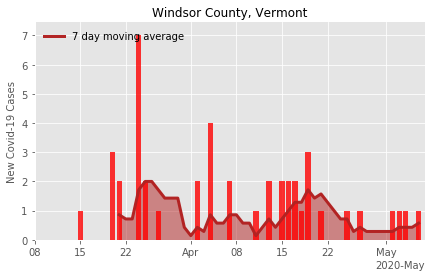 Windsor County, Vermont
7 day moving average
New Covid-19 Cases
7
6
5
4
3
2
1
0
08 15 22 Apr 08 15 22 May
2020-May